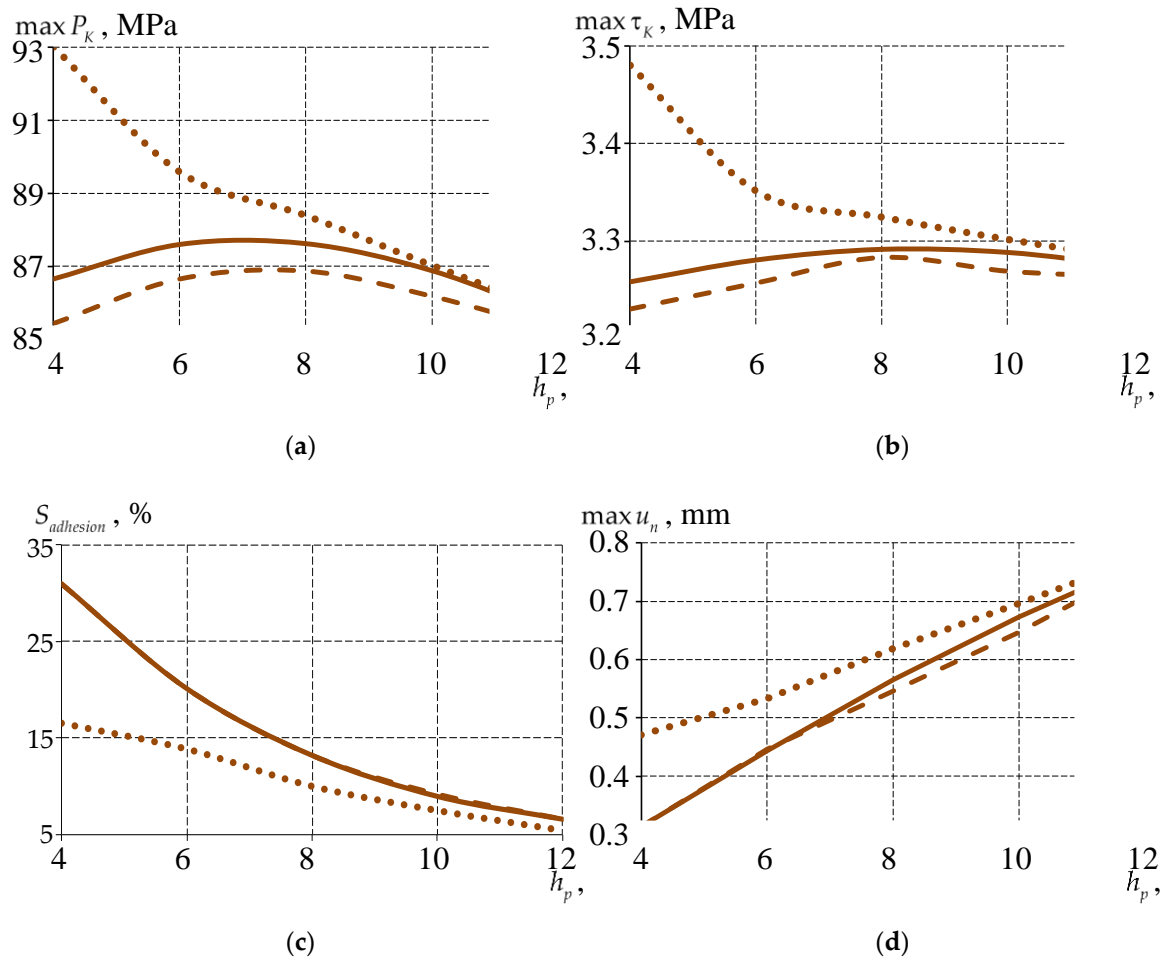 max P_K , MPa
93
91
89
87
85
4 6 8 10 12
h_p ,
(a)
max τ_K , MPa
3.5
3.4
3.3
3.2
4 6 8 10 12
h_p ,
(b)
S_adhesion , %
35
25
15
5
4 6 8 10 12
h_p ,
(c)
max u_n , mm
0.8
0.7
0.6
0.5
0.4
0.3
4 6 8 10 12
h_p ,
(d)